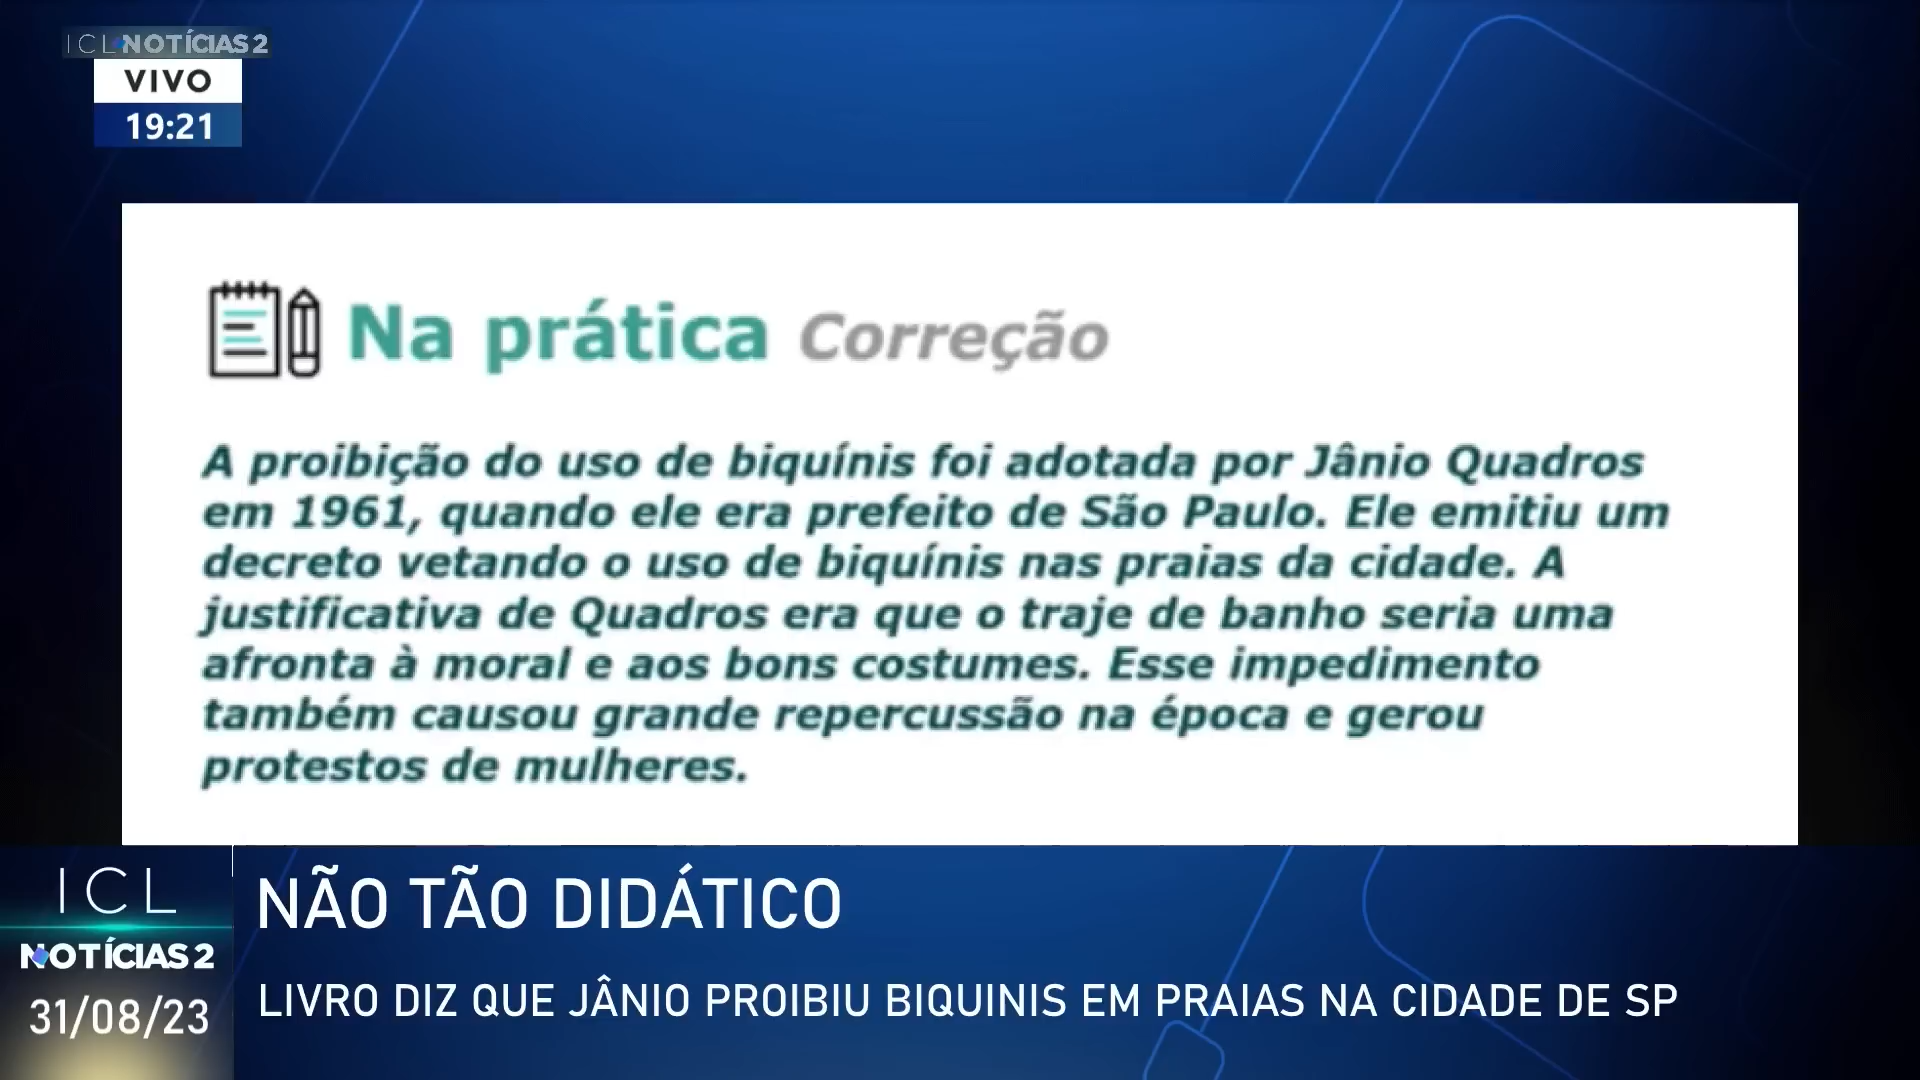 ICL NOTÍCIAS 2
VIVO
19:21
Na prática Correção
A proibição do uso de biquínis foi adotada por Jânio Quadros
em 1961, quando ele era prefeito de São Paulo. Ele emitiu um
decreto vetando o uso de biquínis nas praias da cidade. A
justificativa de Quadros era que o traje de banho seria uma
afronta à moral e aos bons costumes. Esse impedimento
também causou grande repercussão na época e gerou
protestos de mulheres.
ICL
NOTÍCIAS 2
31/08/23
NÃO TÃO DIDÁTICO
LIVRO DIZ QUE JÂNIO PROIBIU BIQUINIS EM PRAIAS NA CIDADE DE SP